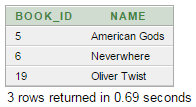 BOOK_ID NAME
5 American Gods
6 Neverwhere
19 Oliver Twist
3 rows returned in 0.69 seconds